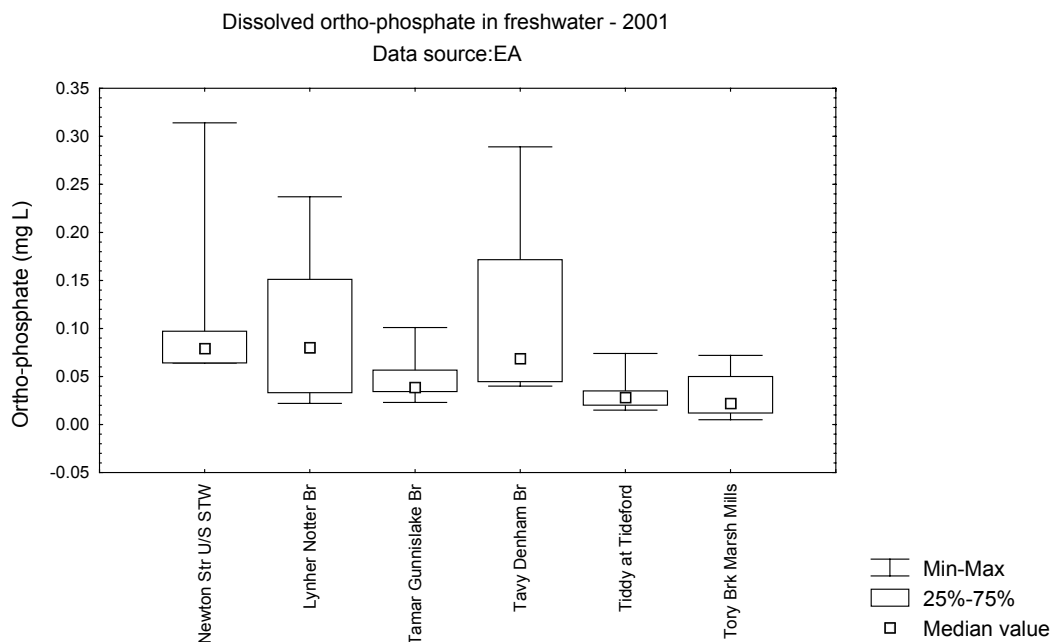 Dissolved ortho-phosphate in freshwater - 2001
Data source:EA
Ortho-phosphate (mg L)
0.35
0.30
0.25
0.20
0.15
0.10
0.05
0.00
-0.05
Newton Str U/S STW
Lynher Notter Br
Tamar Gunnislake Br
Tavy Denham Br
Tiddy at Tideford
Tory Brk Marsh Mills
Min-Max
25%-75%
Median value